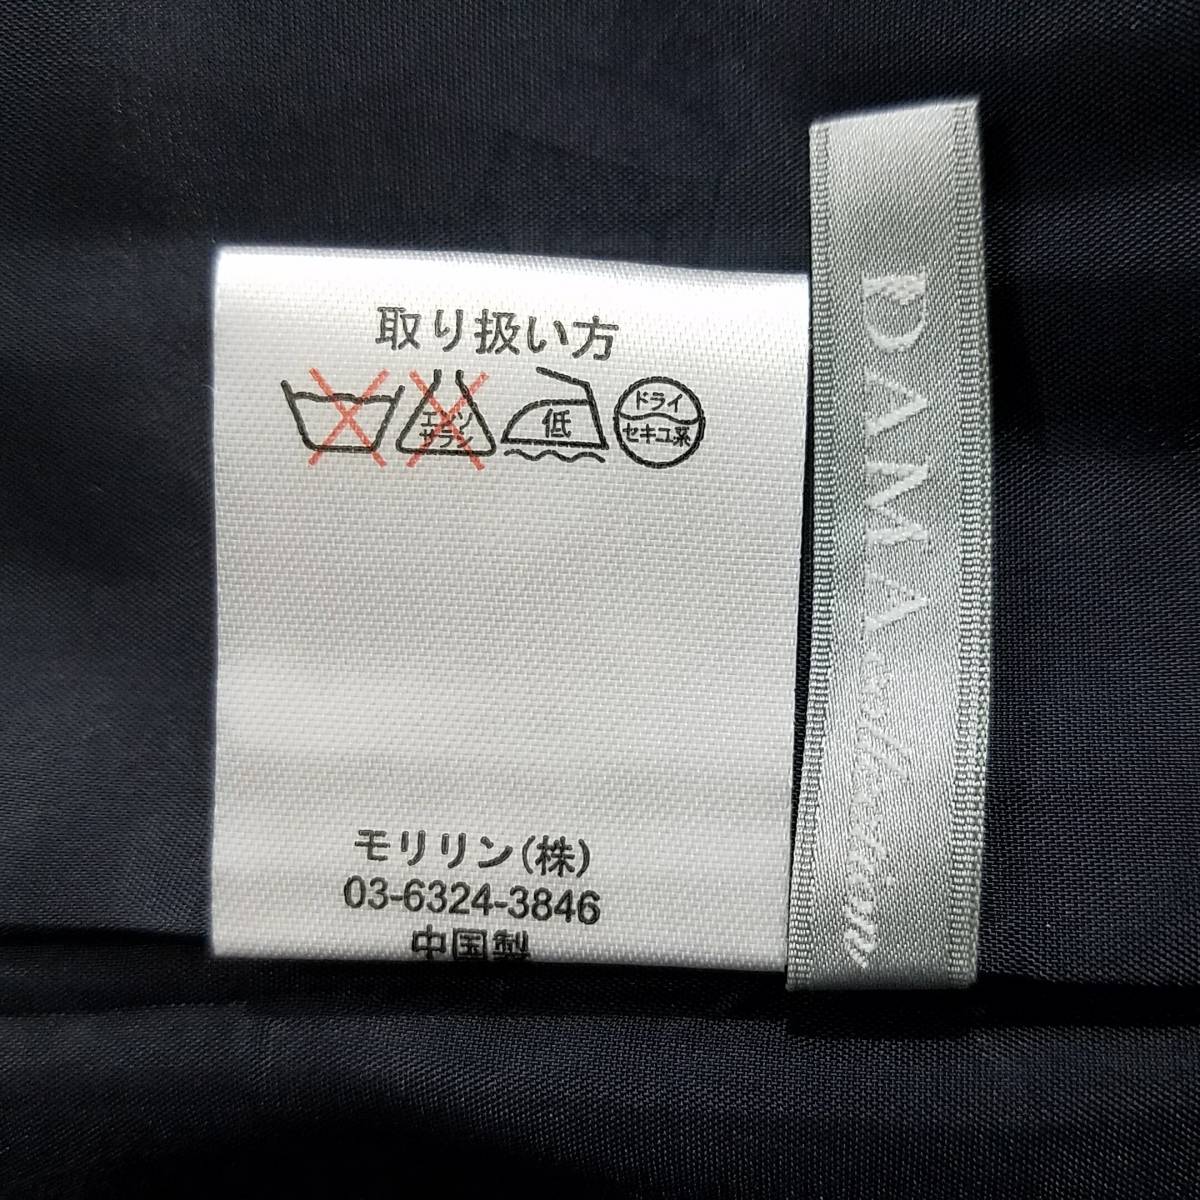 取り扱い方
エンソ
サラシ
低
ドライ
セキユ系
モリリン(株)
03-6324-3846
中国製
DAMA collection